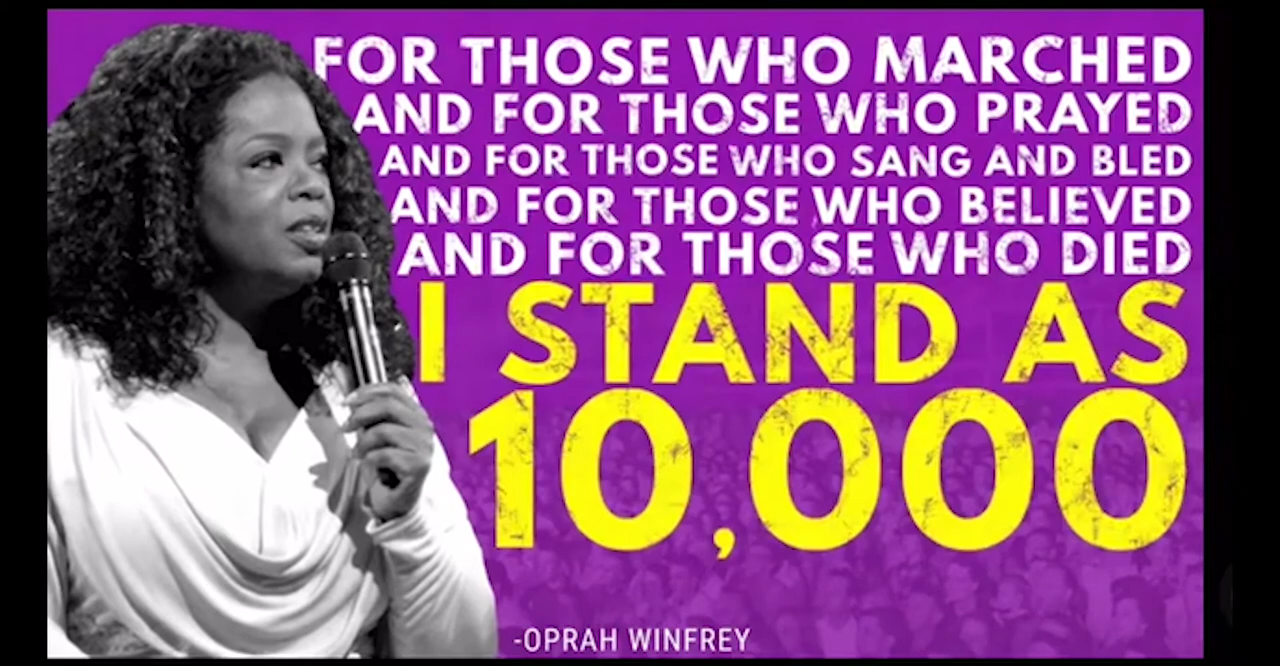 FOR THOSE WHO MARCHED
AND FOR THOSE WHO PRAYED
AND FOR THOSE WHO SANG AND BLED
AND FOR THOSE WHO BELIEVED
AND FOR THOSE WHO DIED
I STAND AS
10,000
-OPRAH WINFREY